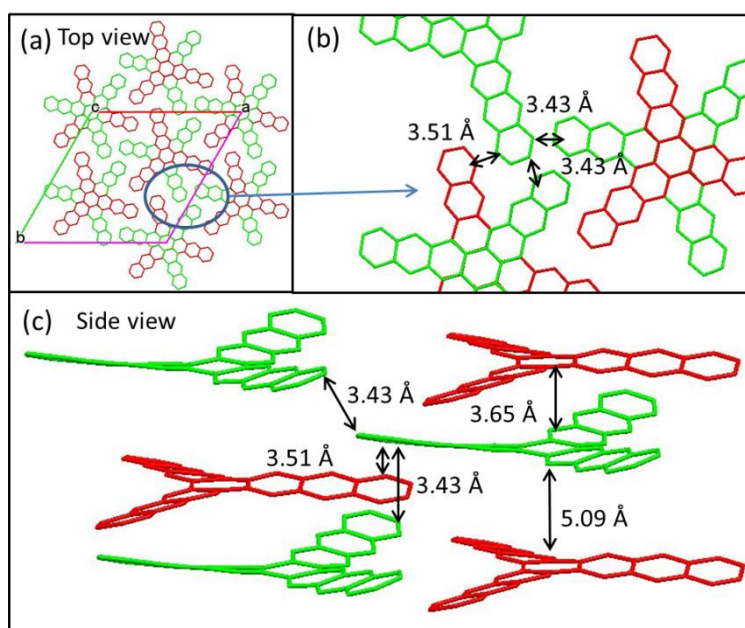 (a) Top view
c
a
b
(b)
3.43 Å
3.51 Å
3.43 Å
(c) Side view
3.43 Å
3.65 Å
3.51 Å
3.43 Å
5.09 Å